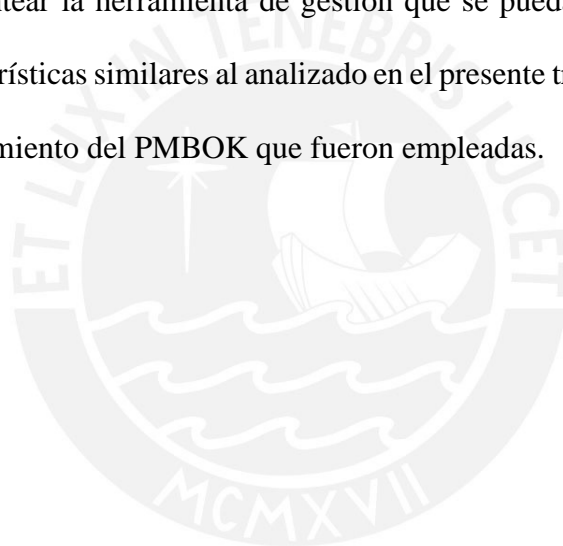 tear la herramienta de gestión que se pueda
rísticas similares al analizado en el presente t
miento del PMBOK que fueron empleadas.
ET LUX IN TENEBRIS LUCET
MCMXVII